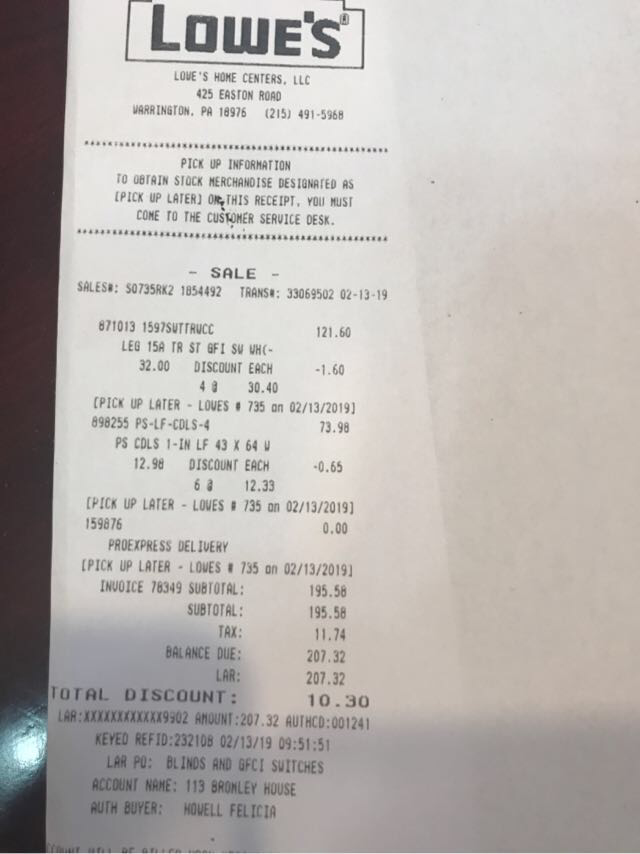 LOWE'S®
LOWE'S HOME CENTERS, LLC
425 EASTON ROAD
WARRINGTON, PA 18976 (215) 491-5968
****************************************************
PICK UP INFORMATION
TO OBTAIN STOCK MERCHANDISE DESIGNATED AS
[PICK UP LATER] ON THIS RECEIPT, YOU MUST
COME TO THE CUSTOMER SERVICE DESK.
****************************************************
- SALE -
SALES#: S0735RK2 1854492 TRANS#: 33069502 02-13-19
871013 1597SWTTRWCC 121.60
LEG 15A TR ST GFI SW WH(-
32.00 DISCOUNT EACH -1.60
4 @ 30.40
[PICK UP LATER - LOWES # 735 on 02/13/2019]
898255 PS-LF-CDLS-4 73.98
PS CDLS 1-IN LF 43 X 64 W
12.98 DISCOUNT EACH -0.65
6 @ 12.33
[PICK UP LATER - LOWES # 735 on 02/13/2019]
159876 0.00
PROEXPRESS DELIVERY
[PICK UP LATER - LOWES # 735 on 02/13/2019]
INVOICE 78349 SUBTOTAL: 195.58
SUBTOTAL: 195.58
TAX: 11.74
BALANCE DUE: 207.32
LAR: 207.32
TOTAL DISCOUNT: 10.30
LAR:XXXXXXXXXXXX9902 AMOUNT:207.32 AUTHCD:001241
KEYED REFID:232108 02/13/19 09:51:51
LAR PO: BLINDS AND GFCI SWITCHES
ACCOUNT NAME: 113 BROMLEY HOUSE
AUTH BUYER: HOWELL FELICIA